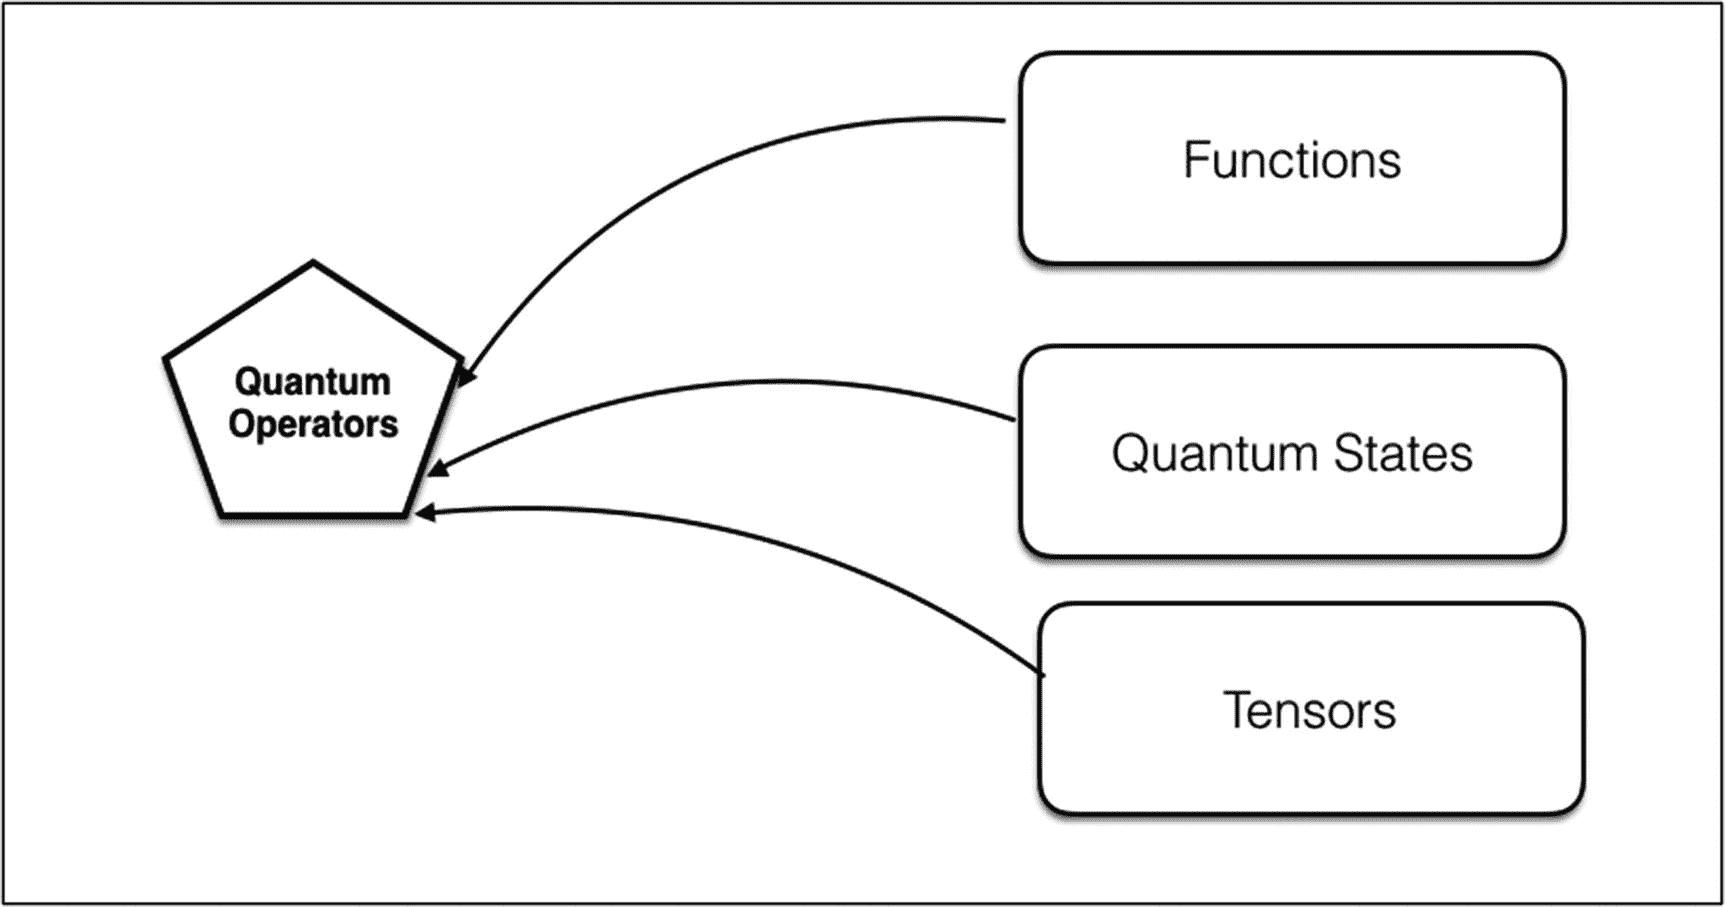 Functions
Quantum
Operators
Quantum States
Tensors